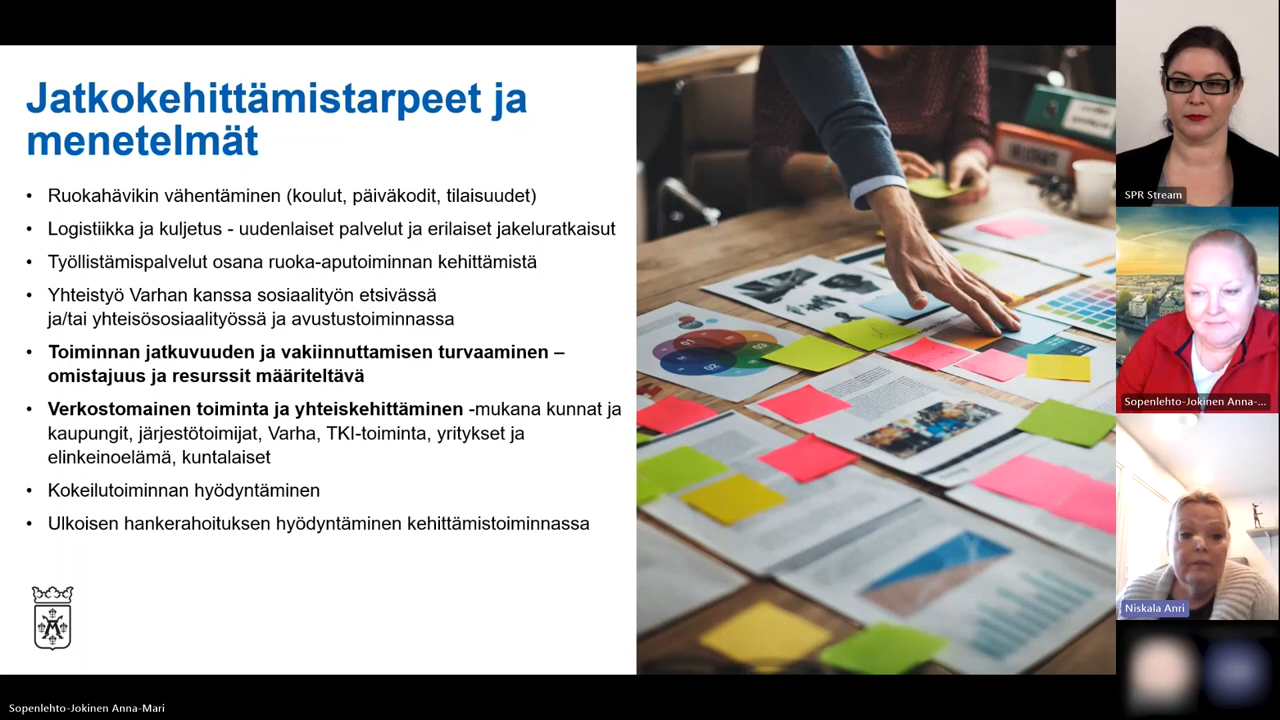 Jatkokehittämistarpeet ja
menetelmät
• Ruokahävikin vähentäminen (koulut, päiväkodit, tilaisuudet)
• Logistiikka ja kuljetus - uudenlaiset palvelut ja erilaiset jakeluratkaisut
• Työllistämispalvelut osana ruoka-aputoiminnan kehittämistä
• Yhteistyö Varhan kanssa sosiaalityön etsivässä
ja/tai yhteisösosiaalityössä ja avustustoiminnassa
• Toiminnan jatkuvuuden ja vakiinnuttamisen turvaaminen –
omistajuus ja resurssit määriteltävä
• Verkostomainen toiminta ja yhteiskehittäminen -mukana kunnat ja
kaupungit, järjestötoimijat, Varha, TKI-toiminta, yritykset ja
elinkeinoelämä, kuntalaiset
• Kokeilutoiminnan hyödyntäminen
• Ulkoisen hankerahoituksen hyödyntäminen kehittämistoiminnassa
01
02
03
SPR Stream
Sopenlehto-Jokinen Anna-...
Niskala Anri
Sopenlehto-Jokinen Anna-Mari